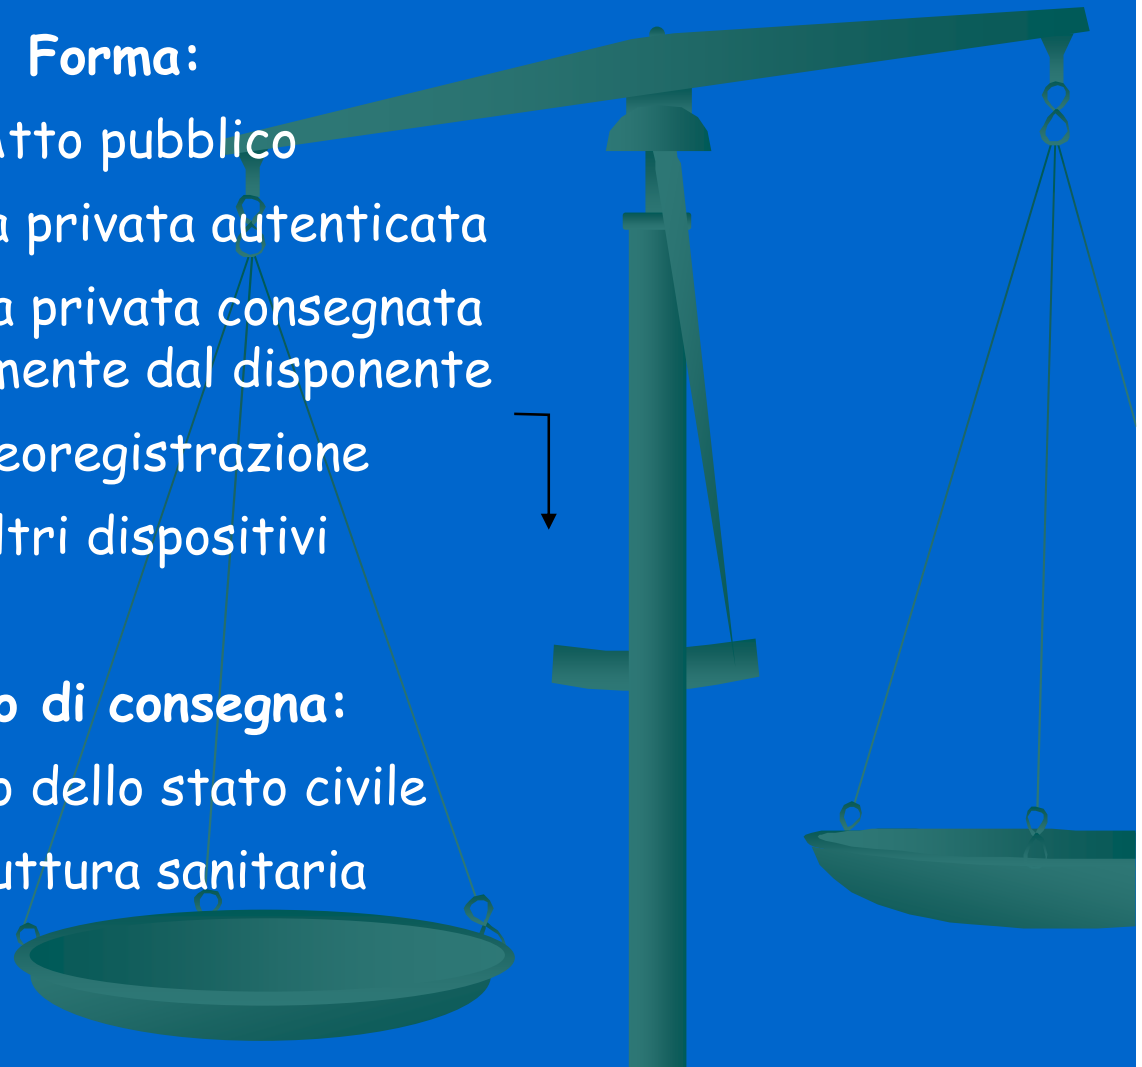 Forma:
Atto pubblico
a privata autenticata
a privata consegnata
mente dal disponente
eoregistrazione
ltri dispositivi
o di consegna:
o dello stato civile
uttura sanitaria